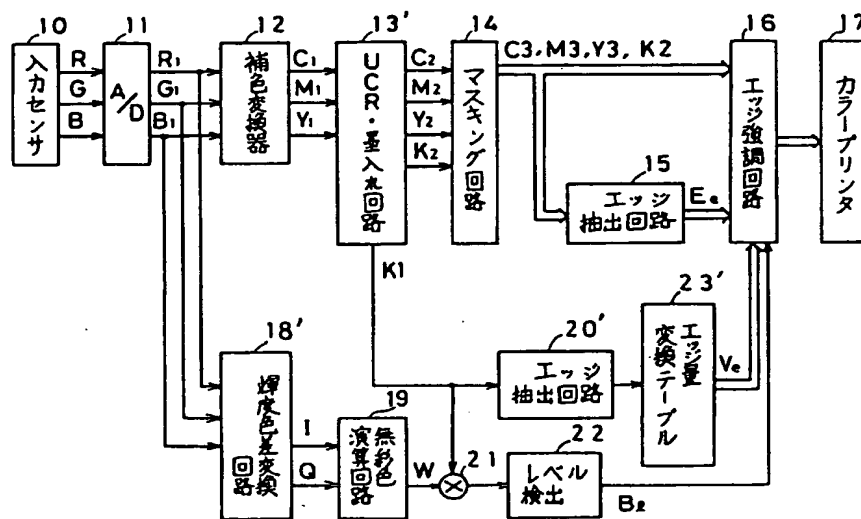 10
入力センサ
R
G
B
11
A/D
R₁
G₁
B₁
12
補色変換器
C₁
M₁
Y₁
13'
UCR・墨入れ回路
C₂
M₂
Y₂
K₂
14
マスキング回路
C3, M3, Y3, K2
15
エッジ
抽出回路
Ee
16
エッジ強調回路
17
カラープリンタ
K1
18'
輝度色差変換
回路
I
Q
19
無彩色
演算回路
W
21
20'
エッジ
抽出回路
22
レベル
検出
Bℓ
23'
エッジ量
変換テーブル
Ve